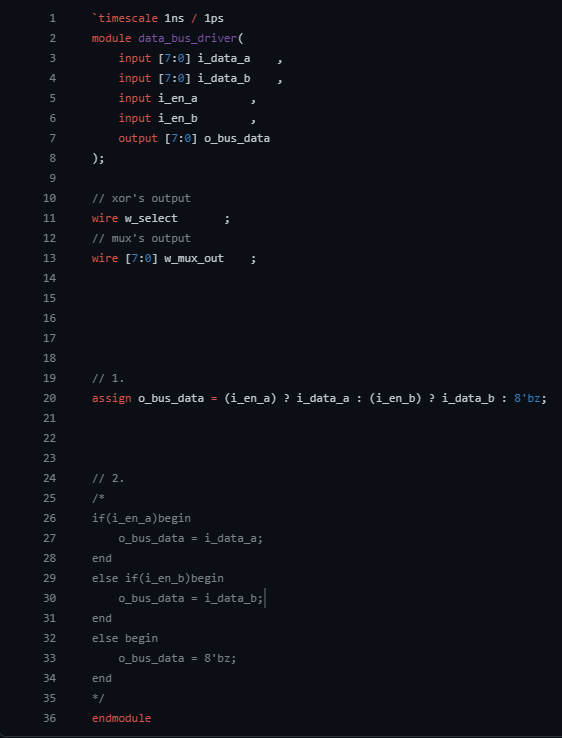 1 `timescale 1ns / 1ps
2 module data_bus_driver(
3     input [7:0] i_data_a    ,
4     input [7:0] i_data_b    ,
5     input i_en_a        ,
6     input i_en_b        ,
7     output [7:0] o_bus_data
8 );
9
10 // xor's output
11 wire w_select       ;
12 // mux's output
13 wire [7:0] w_mux_out    ;
14
15
16
17
18
19 // 1.
20 assign o_bus_data = (i_en_a) ? i_data_a : (i_en_b) ? i_data_b : 8'bz;
21
22
23
24 // 2.
25 /*
26 if(i_en_a)begin
27     o_bus_data = i_data_a;
28 end
29 else if(i_en_b)begin
30     o_bus_data = i_data_b;
31 end
32 else begin
33     o_bus_data = 8'bz;
34 end
35 */
36 endmodule